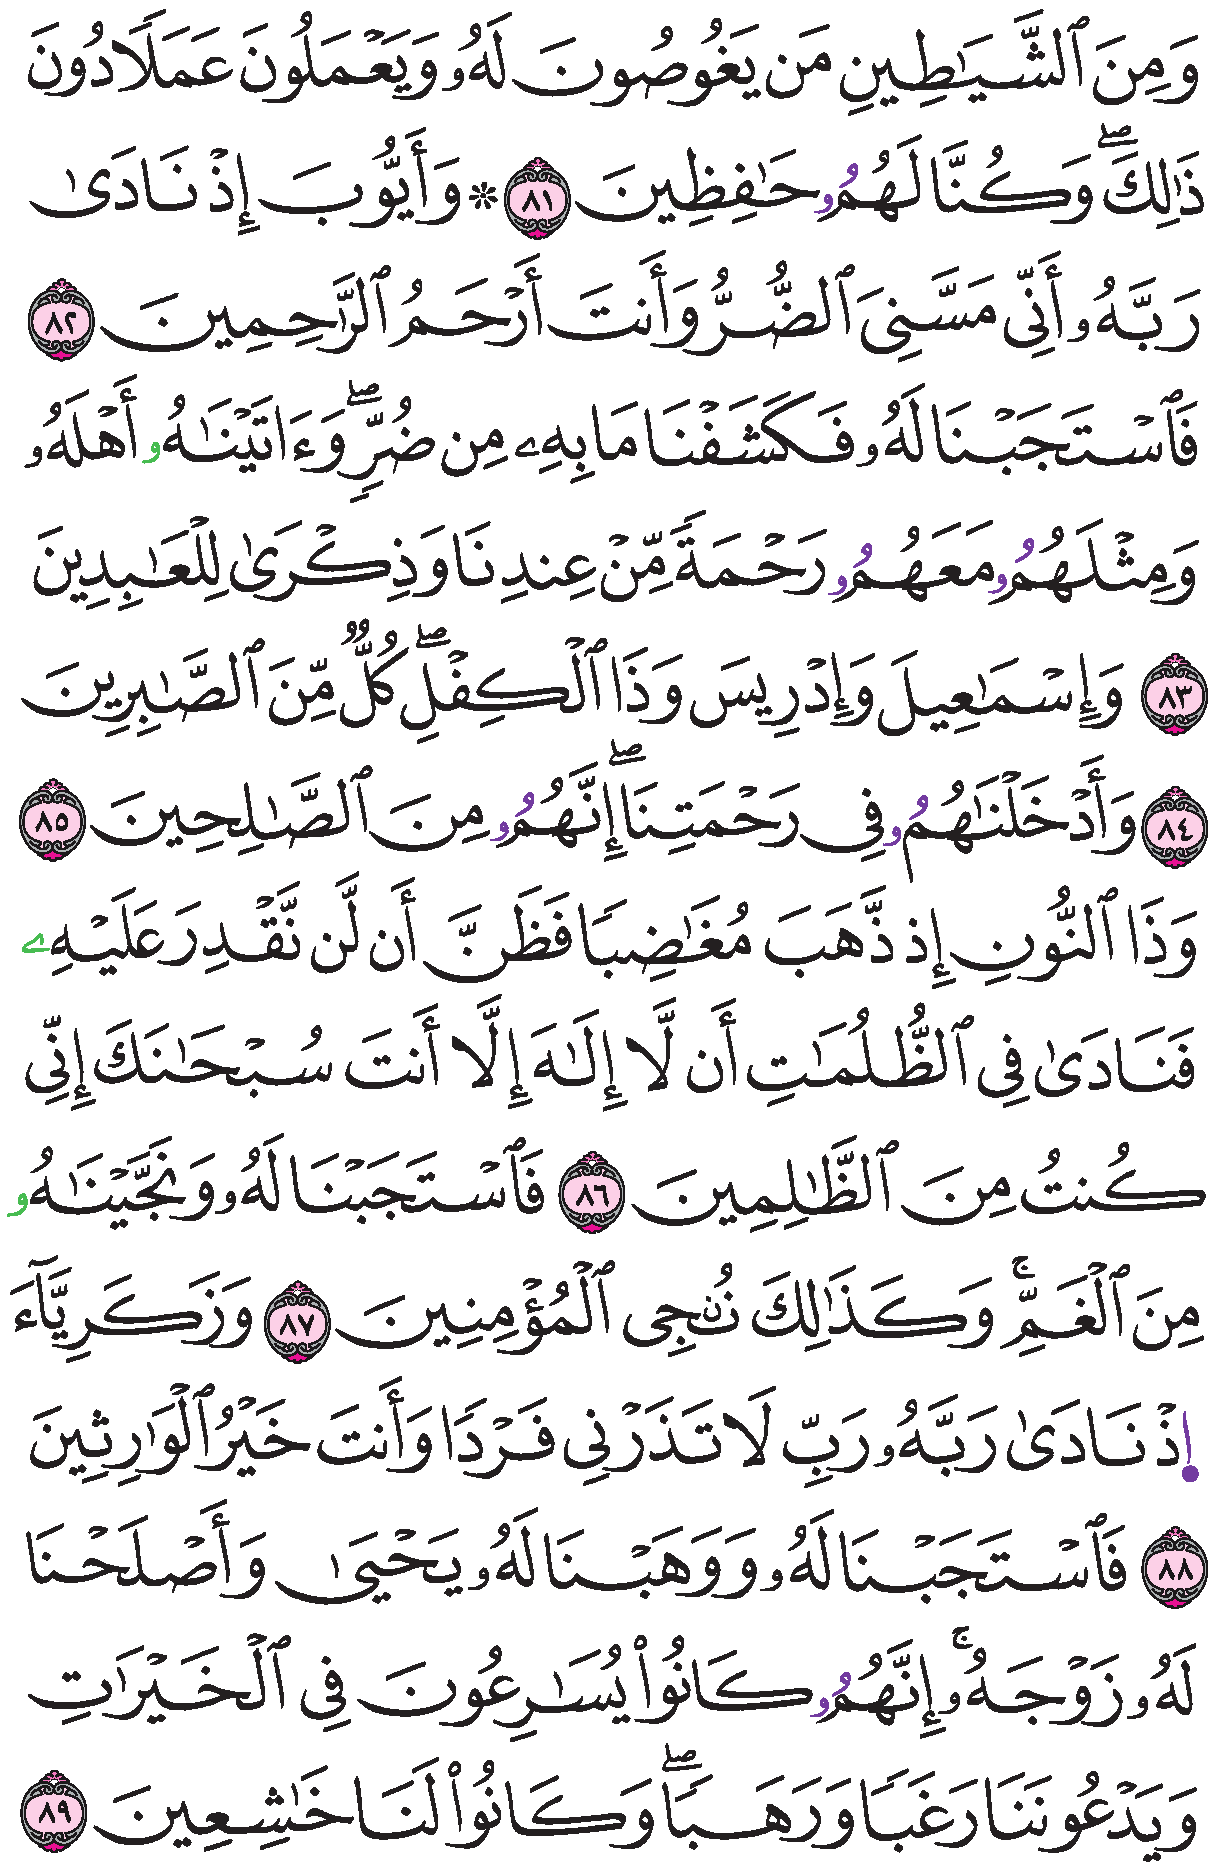 وَمِنَ ٱلشَّيَٰطِينِ مَن يَغُوصُونَ لَهُۥ وَيَعْمَلُونَ عَمَلًا دُونَ
ذَٰلِكَۖ وَكُنَّا لَهُمُۥ حَٰفِظِينَ ٨١ ۞ وَأَيُّوبَ إِذْ نَادَىٰ
رَبَّهُۥ أَنِّى مَسَّنِىَ ٱلضُّرُّ وَأَنتَ أَرْحَمُ ٱلرَّٰحِمِينَ ٨٢
فَٱسْتَجَبْنَا لَهُۥ فَكَشَفْنَا مَا بِهِۦ مِن ضُرٍّۖ وَءَاتَيْنَٰهُۥ أَهْلَهُۥ
وَمِثْلَهُمُۥ مَعَهُمُۥ رَحْمَةً مِّنْ عِندِنَا وَذِكْرَىٰ لِلْعَٰبِدِينَ
٨٣ وَإِسْمَٰعِيلَ وَإِدْرِيسَ وَذَا ٱلْكِفْلِۖ كُلٌّ مِّنَ ٱلصَّٰبِرِينَ
٨٤ وَأَدْخَلْنَٰهُمُۥ فِى رَحْمَتِنَاۖ إِنَّهُمُۥ مِنَ ٱلصَّٰلِحِينَ ٨٥
وَذَا ٱلنُّونِ إِذ ذَّهَبَ مُغَٰضِبًا فَظَنَّ أَن لَّن نَّقْدِرَ عَلَيْهِۦ
فَنَادَىٰ فِى ٱلظُّلُمَٰتِ أَن لَّا إِلَٰهَ إِلَّا أَنتَ سُبْحَٰنَكَ إِنِّى
كُنتُ مِنَ ٱلظَّٰلِمِينَ ٨٦ فَٱسْتَجَبْنَا لَهُۥ وَنَجَّيْنَٰهُۥ
مِنَ ٱلْغَمِّۚ وَكَذَٰلِكَ نُۨجِى ٱلْمُؤْمِنِينَ ٨٧ وَزَكَرِيَّآءَ
اِذْ نَادَىٰ رَبَّهُۥ رَبِّ لَا تَذَرْنِى فَرْدًا وَأَنتَ خَيْرُ ٱلْوَٰرِثِينَ
٨٨ فَٱسْتَجَبْنَا لَهُۥ وَوَهَبْنَا لَهُۥ يَحْيَىٰ وَأَصْلَحْنَا
لَهُۥ زَوْجَهُۥۚ إِنَّهُمُۥ كَانُوا۟ يُسَٰرِعُونَ فِى ٱلْخَيْرَٰتِ
وَيَدْعُونَنَا رَغَبًا وَرَهَبًاۖ وَكَانُوا۟ لَنَا خَٰشِعِينَ ٨٩